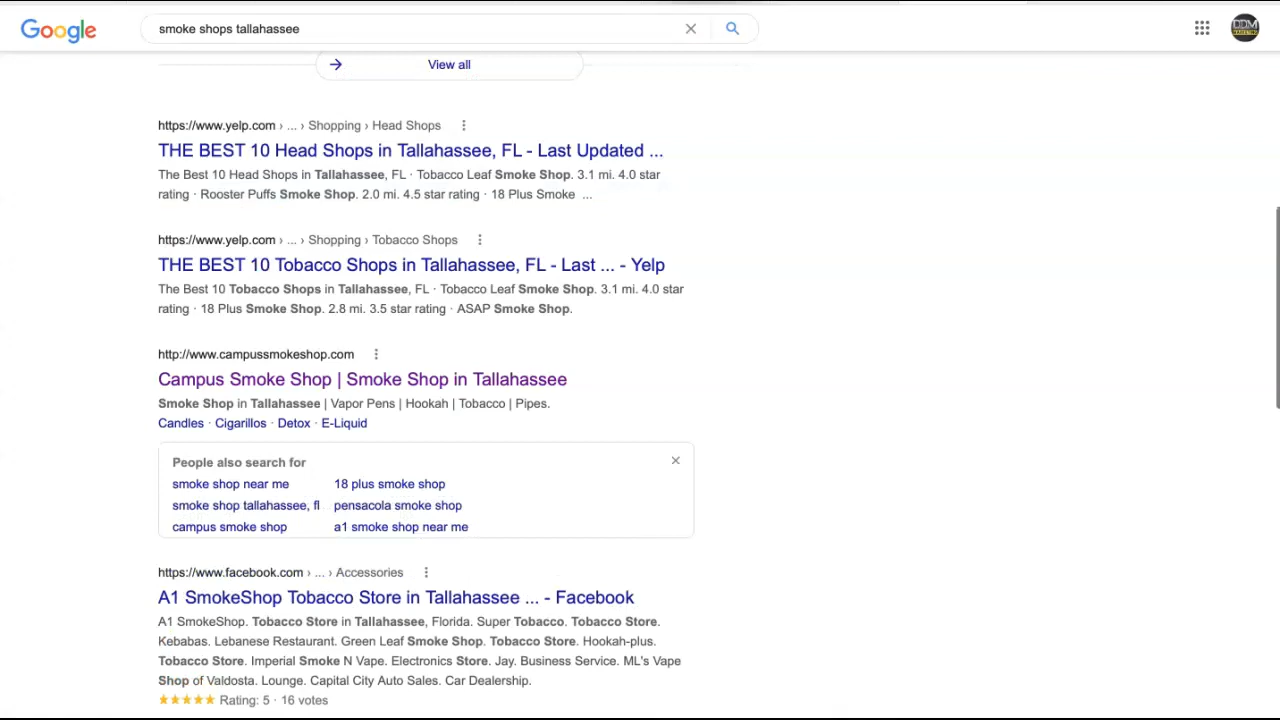 Google
smoke shops tallahassee
DDM
View all
https://www.yelp.com › ... › Shopping › Head Shops
THE BEST 10 Head Shops in Tallahassee, FL - Last Updated ...
The Best 10 Head Shops in Tallahassee, FL · Tobacco Leaf Smoke Shop. 3.1 mi. 4.0 star
rating · Rooster Puffs Smoke Shop. 2.0 mi. 4.5 star rating · 18 Plus Smoke ...
https://www.yelp.com › ... › Shopping › Tobacco Shops
THE BEST 10 Tobacco Shops in Tallahassee, FL - Last ... - Yelp
The Best 10 Tobacco Shops in Tallahassee, FL · Tobacco Leaf Smoke Shop. 3.1 mi. 4.0 star
rating · 18 Plus Smoke Shop. 2.8 mi. 3.5 star rating · ASAP Smoke Shop.
http://www.campussmokeshop.com
Campus Smoke Shop | Smoke Shop in Tallahassee
Smoke Shop in Tallahassee | Vapor Pens | Hookah | Tobacco | Pipes.
Candles · Cigarillos · Detox · E-Liquid
People also search for
smoke shop near me 18 plus smoke shop
smoke shop tallahassee, fl pensacola smoke shop
campus smoke shop a1 smoke shop near me
https://www.facebook.com › ... › Accessories
A1 SmokeShop Tobacco Store in Tallahassee ... - Facebook
A1 SmokeShop. Tobacco Store in Tallahassee, Florida. Super Tobacco. Tobacco Store.
Kebabas. Lebanese Restaurant. Green Leaf Smoke Shop. Tobacco Store. Hookah-plus.
Tobacco Store. Imperial Smoke N Vape. Electronics Store. Jay. Business Service. ML's Vape
Shop of Valdosta. Lounge. Capital City Auto Sales. Car Dealership.
Rating: 5 · 16 votes